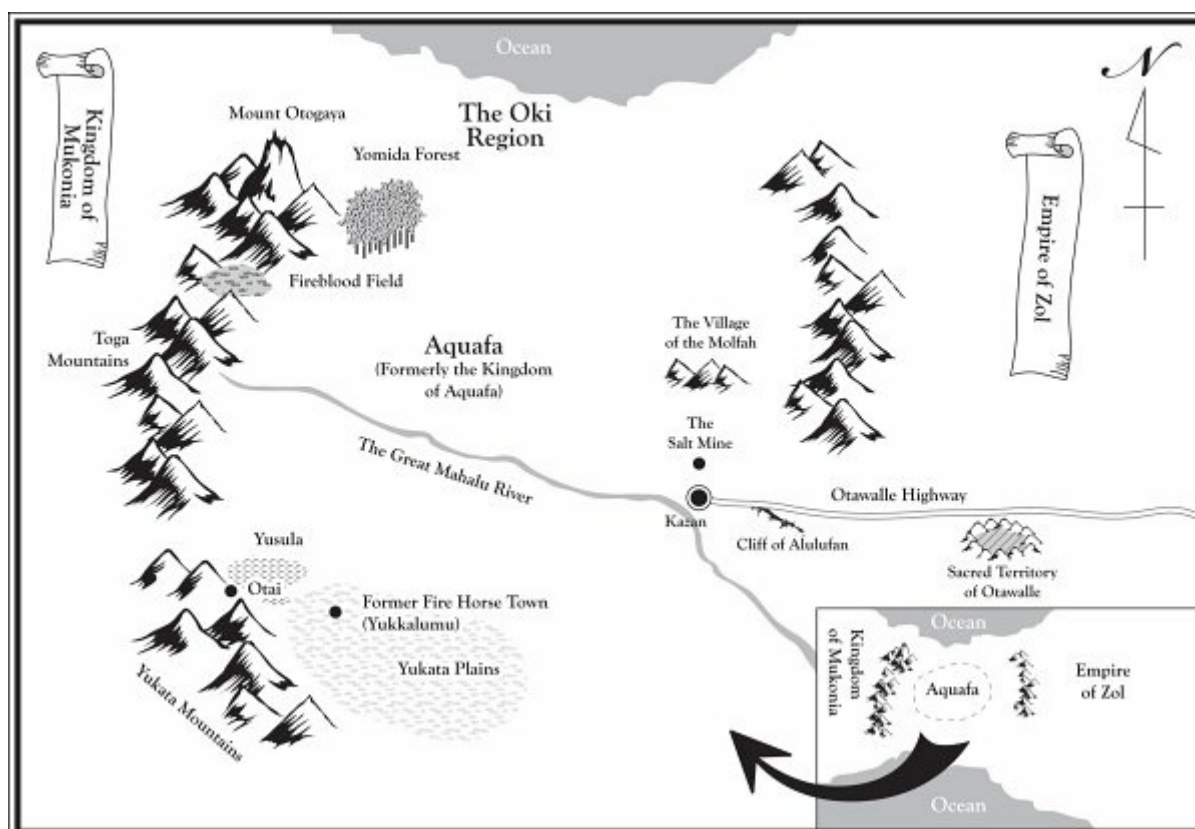 Ocean
N
Kingdom of
Mukonia
Mount Otogaya
The Oki
Region
Yomida Forest
Empire of Zol
Fireblood Field
Toga
Mountains
Aquafa
(Formerly the Kingdom
of Aquafa)
The Village
of the Molfah
The
Salt Mine
The Great Mahalu River
Kazan
Otawalle Highway
Cliff of Alulufan
Sacred Territory
of Otawalle
Yusula
Otai
Former Fire Horse Town
(Yukkalumu)
Yukata Plains
Yukata Mountains
Ocean
Kingdom
of Mukonia
Aquafa
Empire
of Zol
Ocean